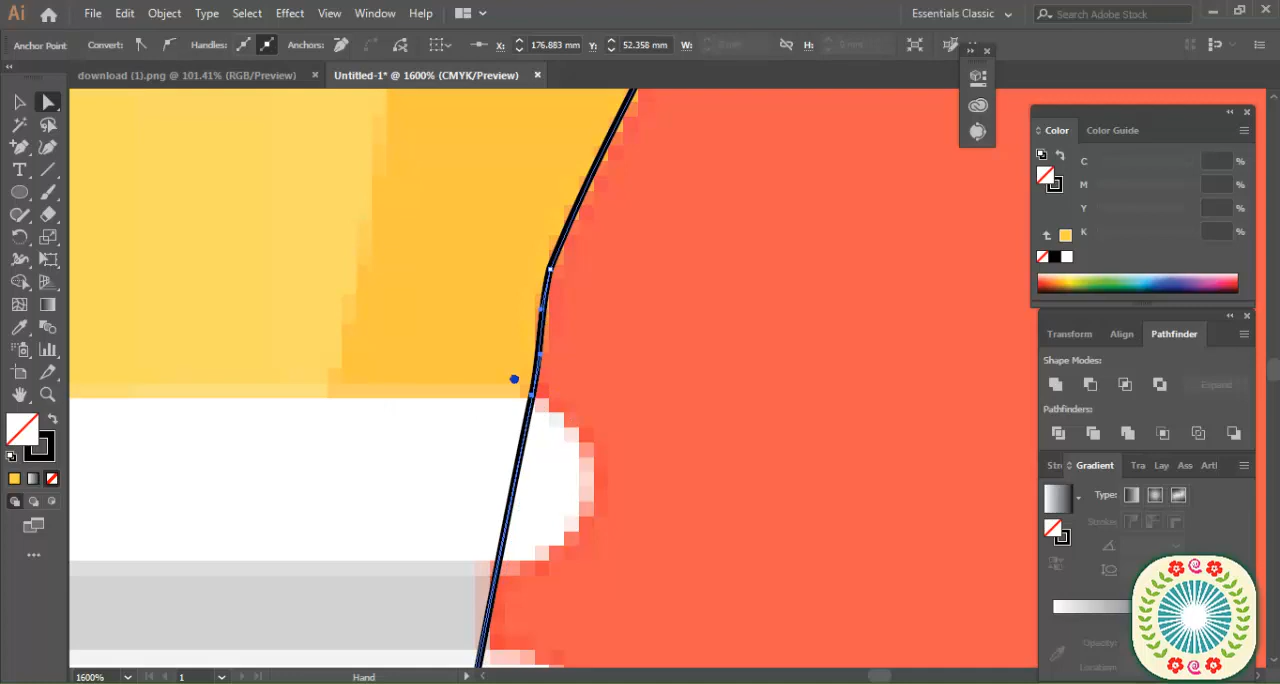 Ai File Edit Object Type Select Effect View Window Help Essentials Classic Search Adobe Stock
Anchor Point Convert: Handles: Anchors: X: 176.883 mm Y: 52.358 mm W: H:
download (1).png @ 101.41% (RGB/Preview) × Untitled-1* @ 1600% (CMYK/Preview) ×
Color Color Guide
C %
M %
Y %
K %
T
Transform Align Pathfinder
Shape Modes:
Expand
Pathfinders:
Str Gradient Tra Lay Ass Artl
Type:
Stroke:
Opacity:
Location:
1600% 1 Hand